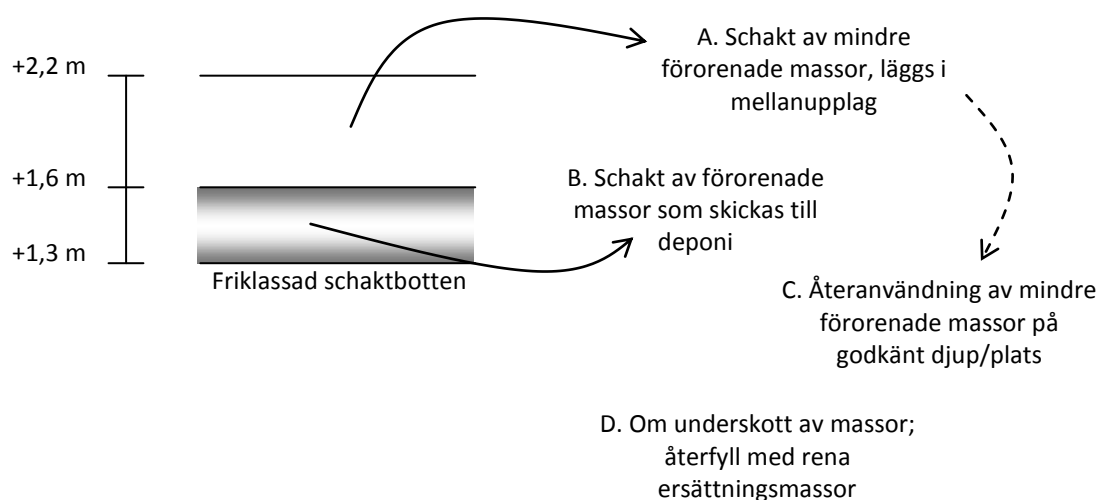 +2,2 m
+1,6 m
+1,3 m
Friklassad schaktbotten
A. Schakt av mindre
förorenade massor, läggs i
mellanupplag
B. Schakt av förorenade
massor som skickas till
deponi
C. Återanvändning av mindre
förorenade massor på
godkänt djup/plats
D. Om underskott av massor;
återfyll med rena
ersättningsmassor